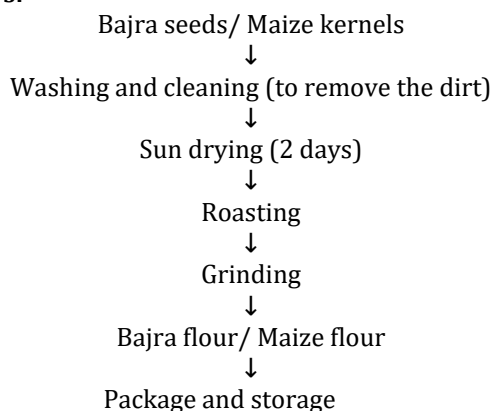 s.
Bajra seeds/ Maize kernels
↓
Washing and cleaning (to remove the dirt)
↓
Sun drying (2 days)
↓
Roasting
↓
Grinding
↓
Bajra flour/ Maize flour
↓
Package and storage